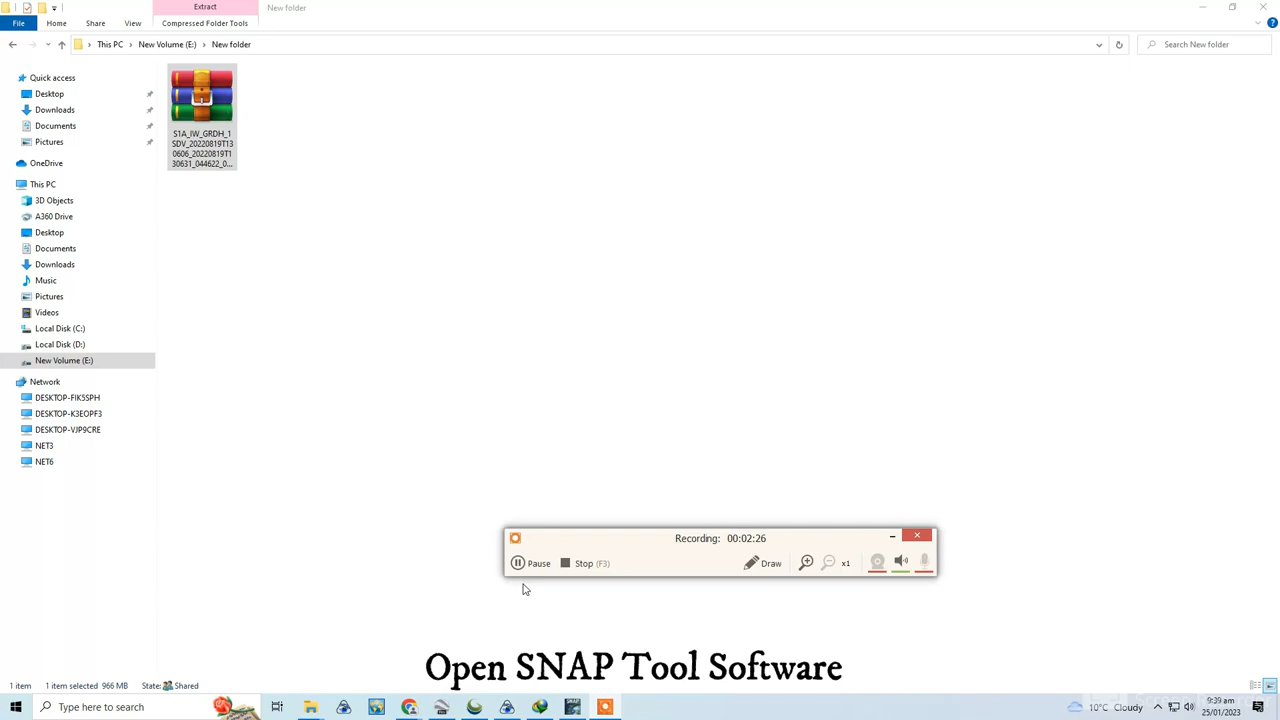 Extract
New folder
File
Home
Share
View
Compressed Folder Tools
This PC
New Volume (E:)
New folder
Search New folder
Quick access
Desktop
Downloads
Documents
Pictures
OneDrive
This PC
3D Objects
A360 Drive
Desktop
Documents
Downloads
Music
Pictures
Videos
Local Disk (C:)
Local Disk (D:)
New Volume (E:)
Network
DESKTOP-FIK5SPH
DESKTOP-K3EOPF3
DESKTOP-VJP9CRE
NET3
NET6
S1A_IW_GRDH_1
SDV_20220819T13
0606_20220819T1
30631_044622_0...
Recording: 00:02:26
Pause
Stop (F3)
Draw
x1
Open SNAP Tool Software
1 item
1 item selected 966 MB
State: Shared
Type here to search
10°C Cloudy
9:39 am
25/01/2023